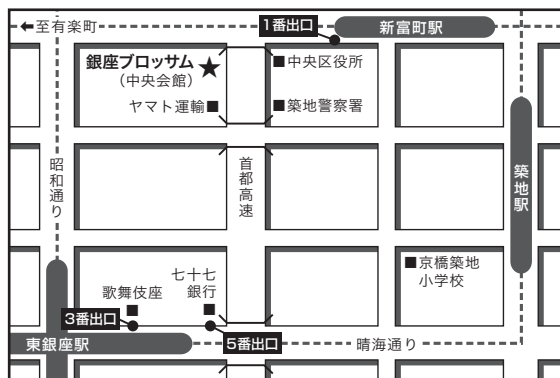 ←至有楽町
1番出口
新富町駅
銀座ブロッサム
（中央会館）
★
■中央区役所
ヤマト運輸■
■築地警察署
昭和通り
首都高速
築地駅
■京橋築地
小学校
七十七
銀行
■
歌舞伎座
■
3番出口
東銀座駅
5番出口
晴海通り